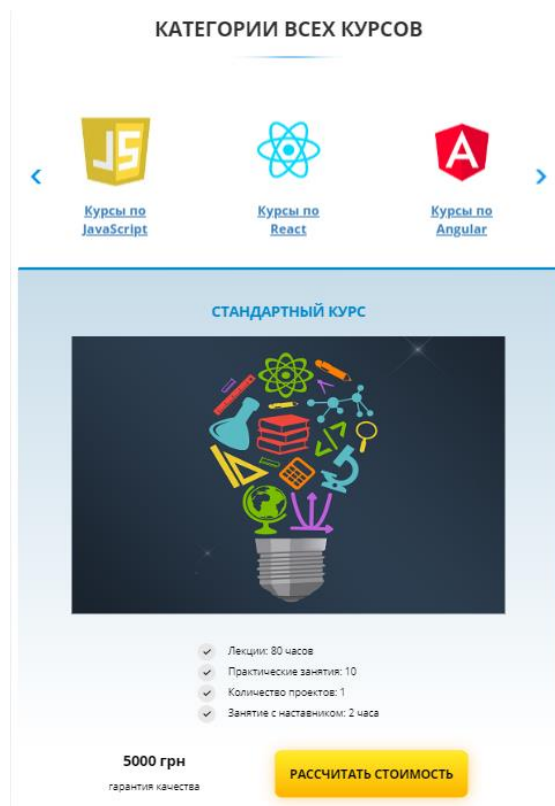 КАТЕГОРИИ ВСЕХ КУРСОВ
JS
A
Курсы по
JavaScript
Курсы по
React
Курсы по
Angular
СТАНДАРТНЫЙ КУРС
Лекции: 80 часов
Практические занятия: 10
Количество проектов: 1
Занятие с наставником: 2 часа
5000 грн
гарантия качества
РАССЧИТАТЬ СТОИМОСТЬ